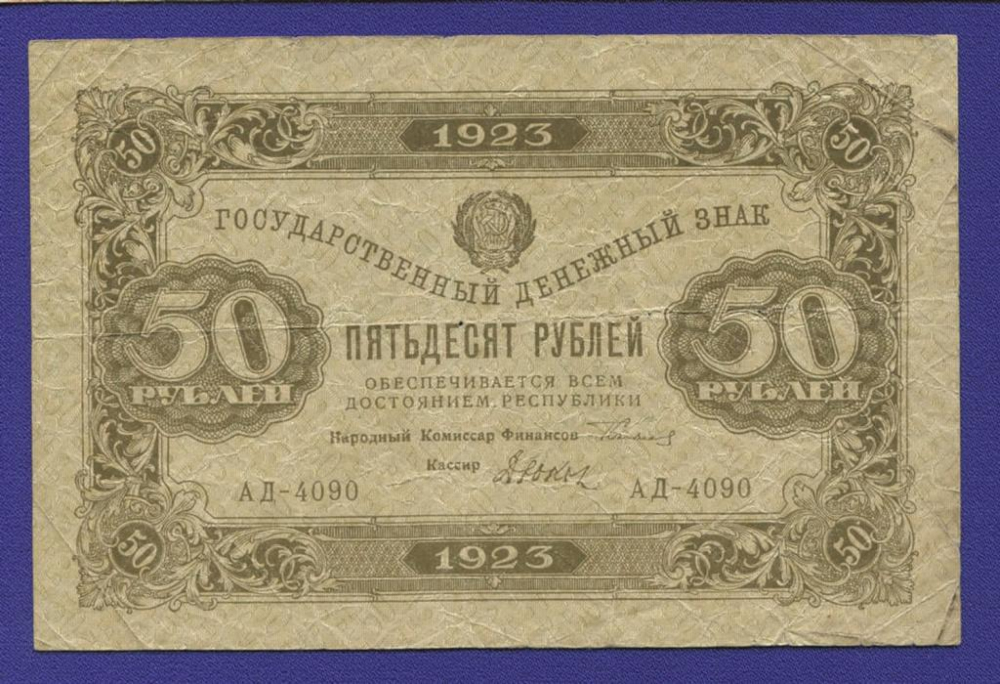 50 1923 50
ГОСУДАРСТВЕННЫЙ ДЕНЕЖНЫЙ ЗНАК
50 РУБЛЕЙ
ПЯТЬДЕСЯТ РУБЛЕЙ
ОБЕСПЕЧИВАЕТСЯ ВСЕМ
ДОСТОЯНИЕМ РЕСПУБЛИКИ
50 РУБЛЕЙ
Народный Комиссар Финансов
Кассир
АД-4090 АД-4090
50 1923 50